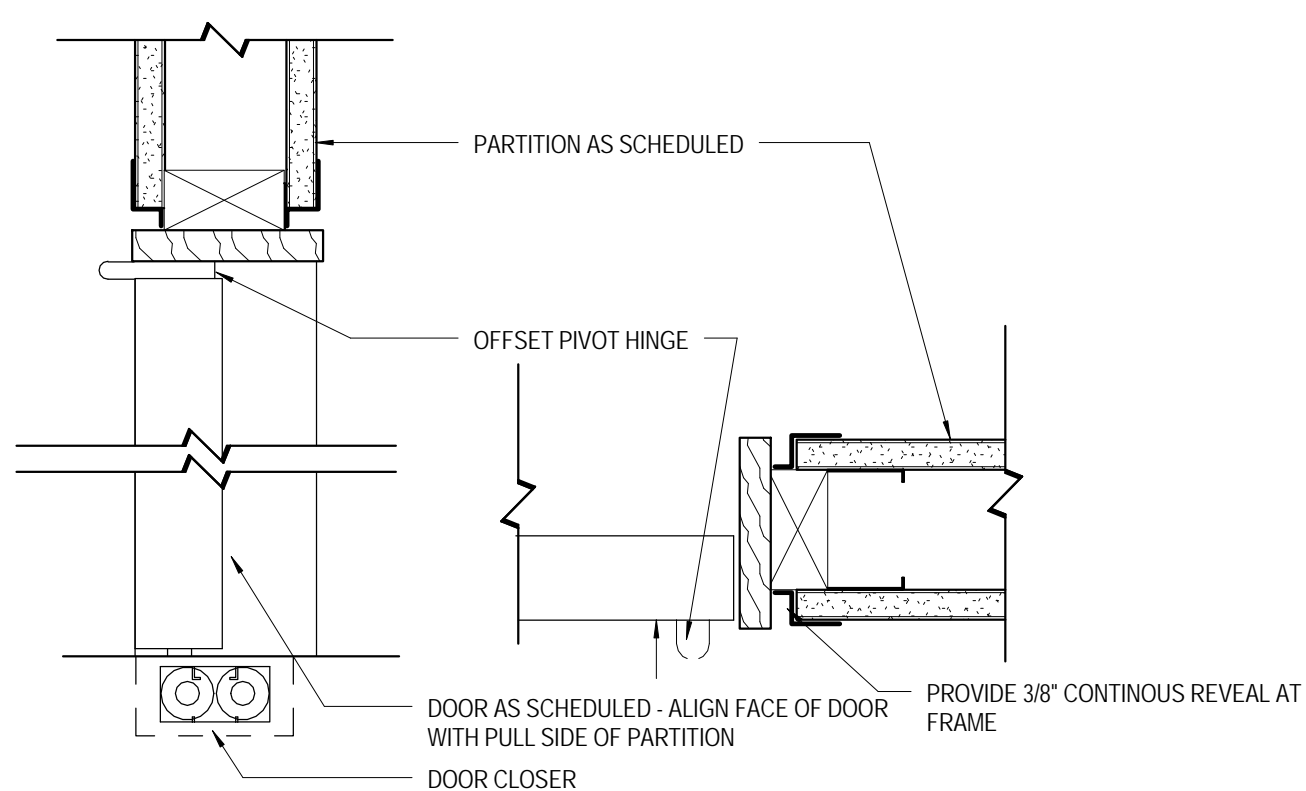 PARTITION AS SCHEDULED
OFFSET PIVOT HINGE
DOOR AS SCHEDULED - ALIGN FACE OF DOOR
WITH PULL SIDE OF PARTITION
PROVIDE 3/8" CONTINOUS REVEAL AT
FRAME
DOOR CLOSER